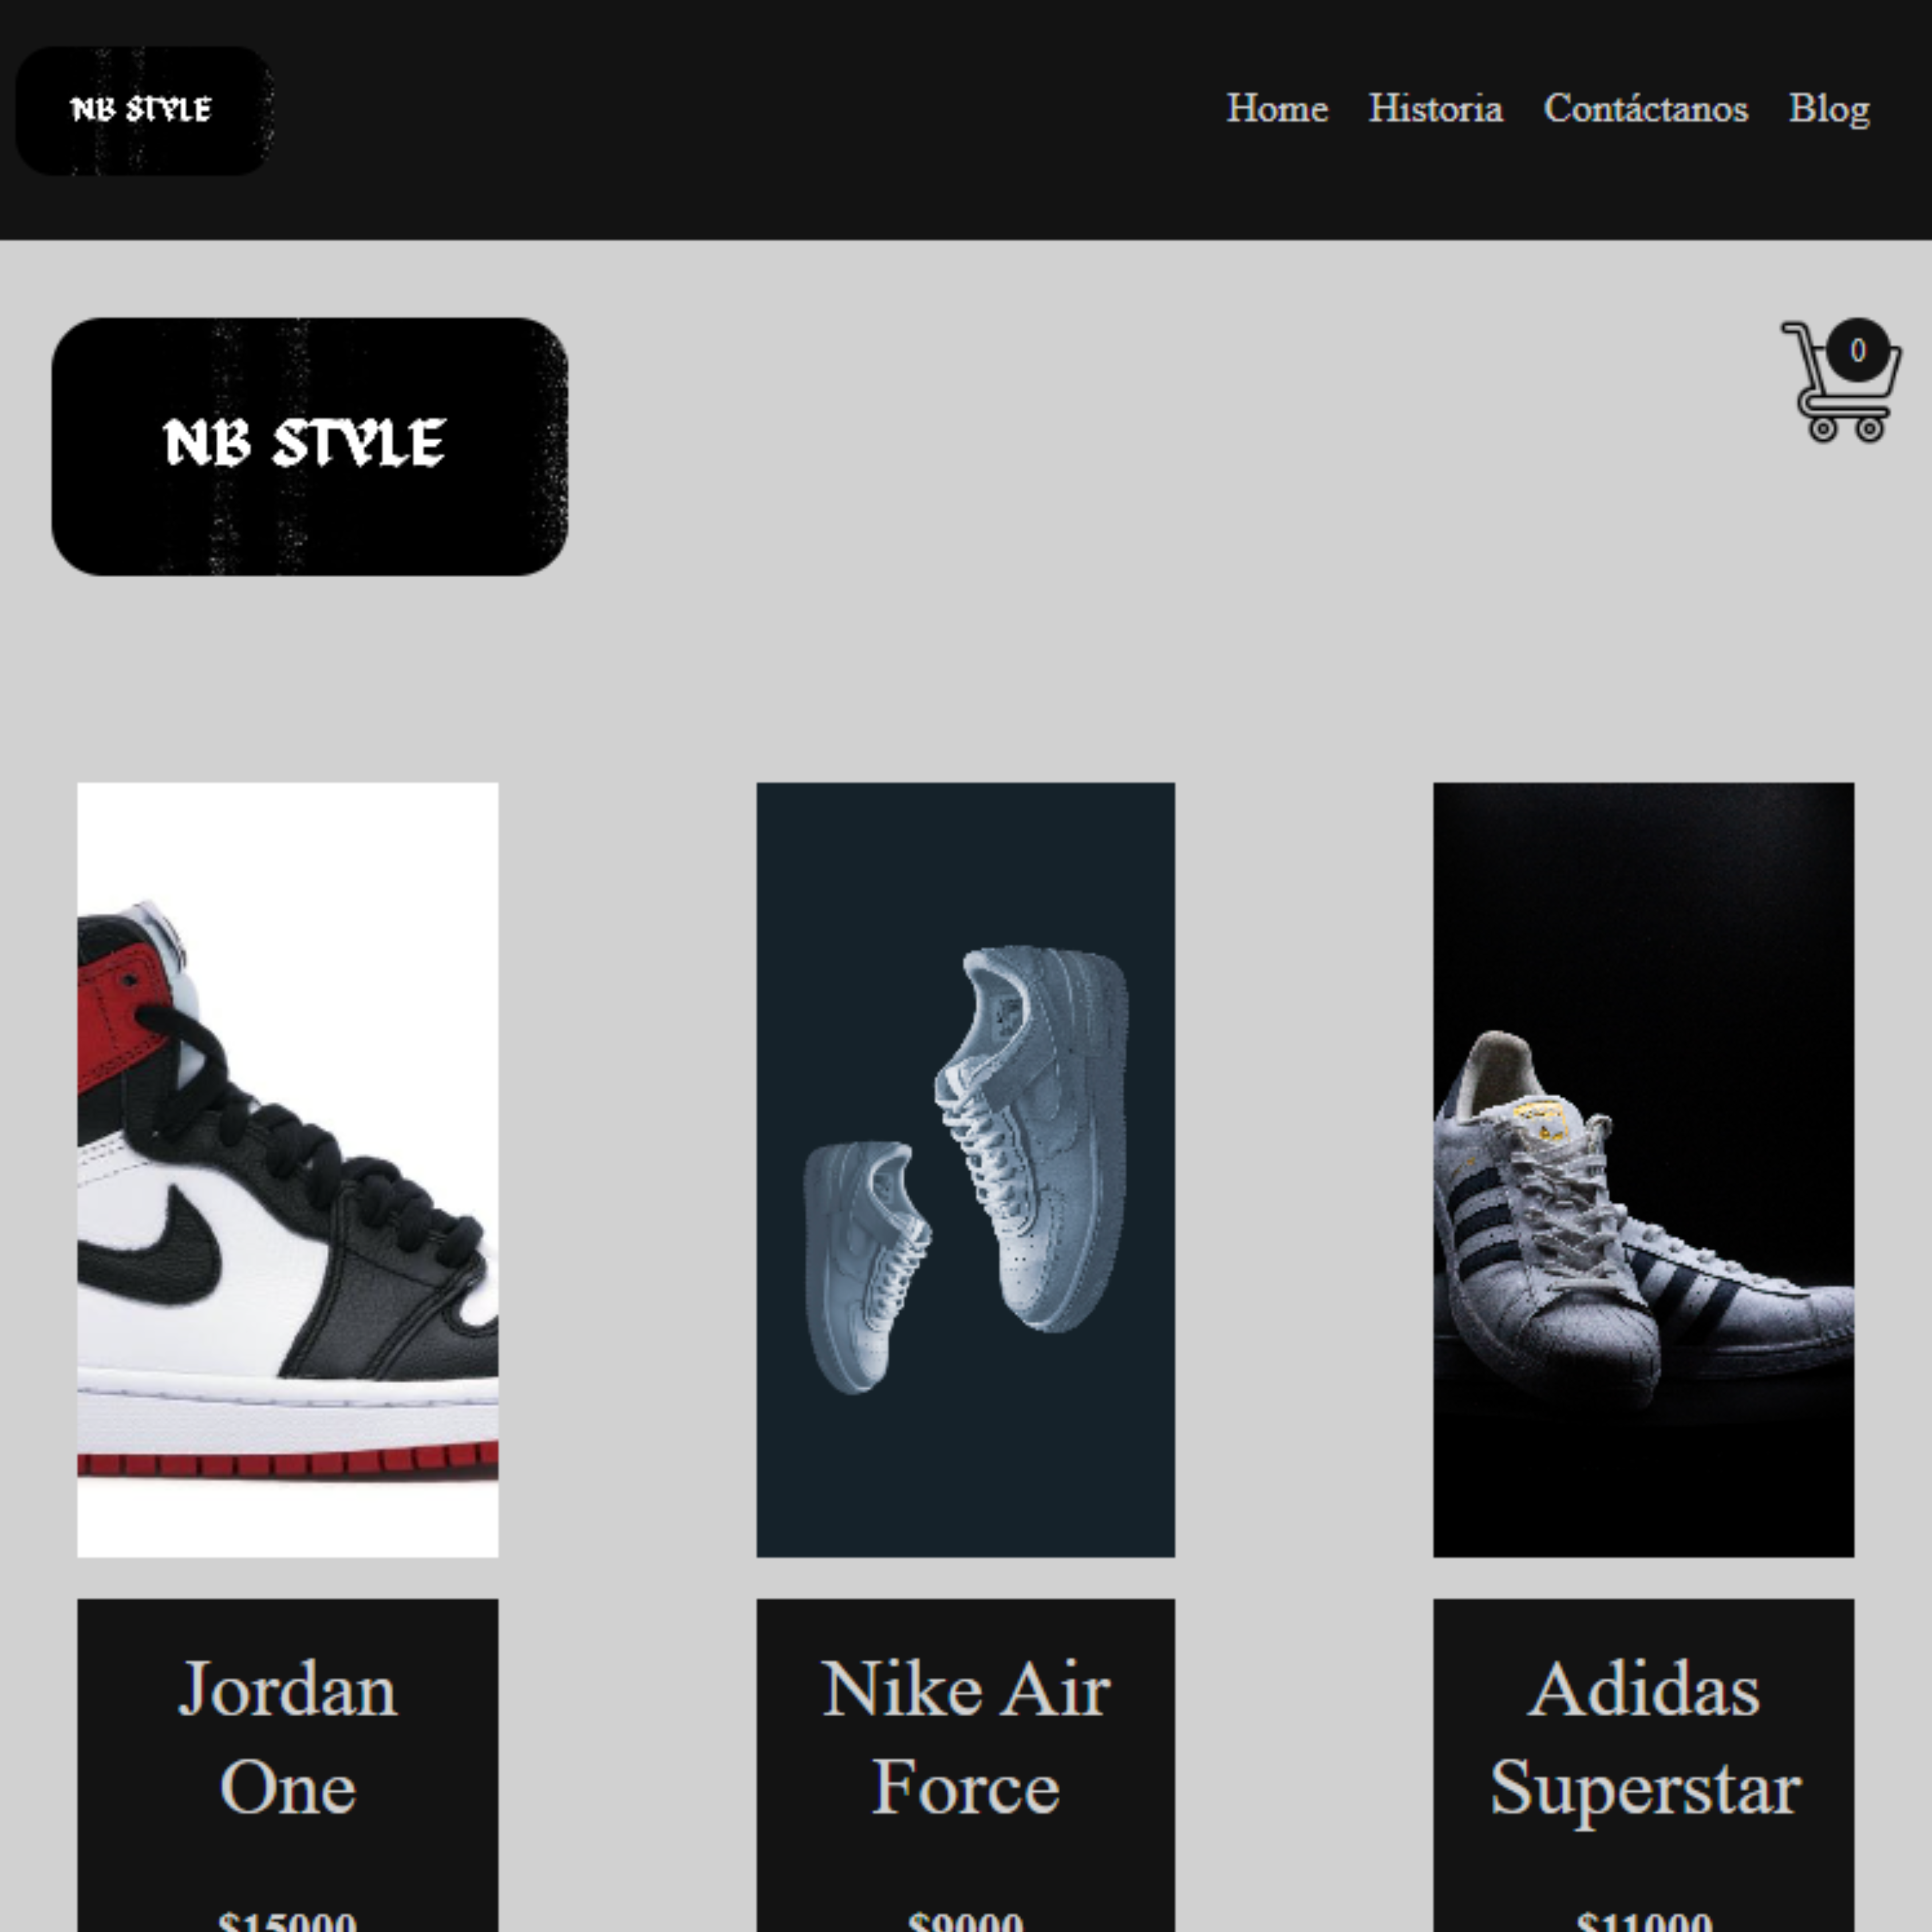 NB STYLE
Home Historia Contáctanos Blog
0
NB STYLE
Jordan
One
$15000
Nike Air
Force
$9000
Adidas
Superstar
$11000